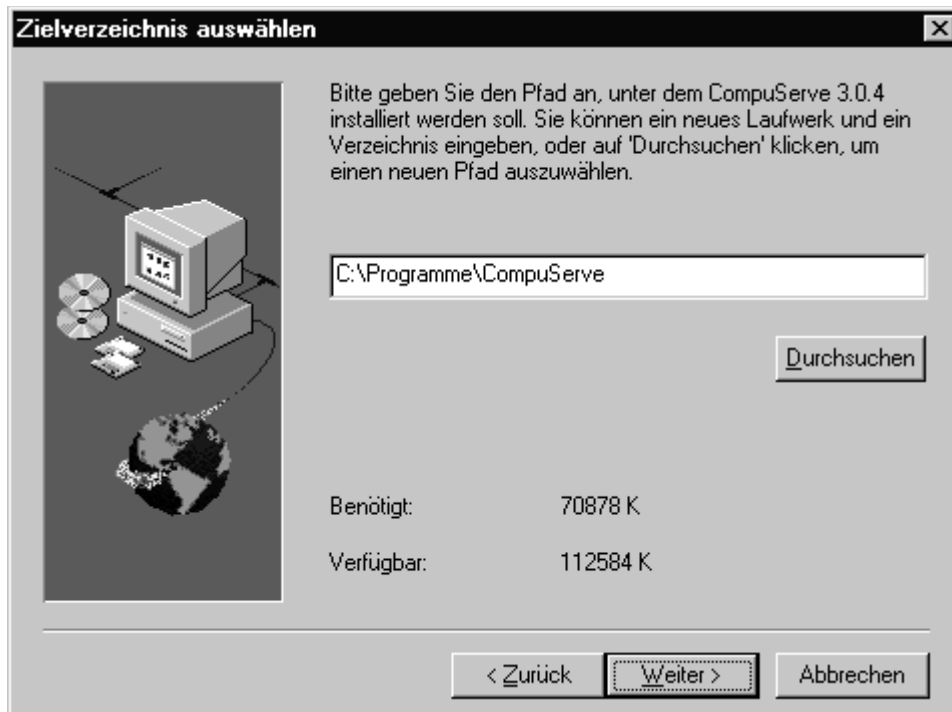 Zielverzeichnis auswählen
Bitte geben Sie den Pfad an, unter dem CompuServe 3.0.4
installiert werden soll. Sie können ein neues Laufwerk und ein
Verzeichnis eingeben, oder auf 'Durchsuchen' klicken, um
einen neuen Pfad auszuwählen.
C:\Programme\CompuServe
Durchsuchen
Benötigt: 70878 K
Verfügbar: 112584 K
< Zurück Weiter > Abbrechen